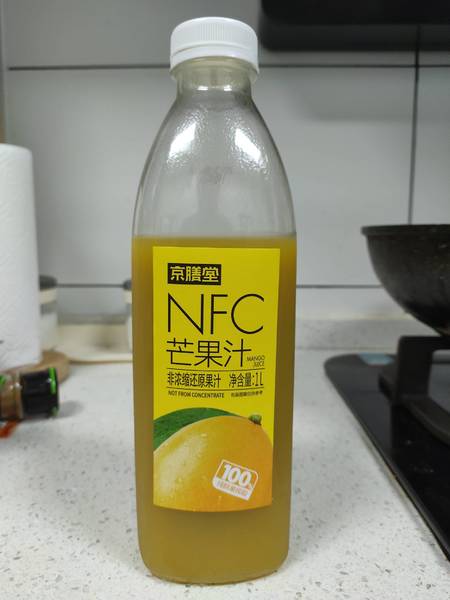 京膳堂
NFC
芒果汁
MANGO
JUICE
非浓缩还原果汁 净含量:1L
NOT FROM CONCENTRATE
100%